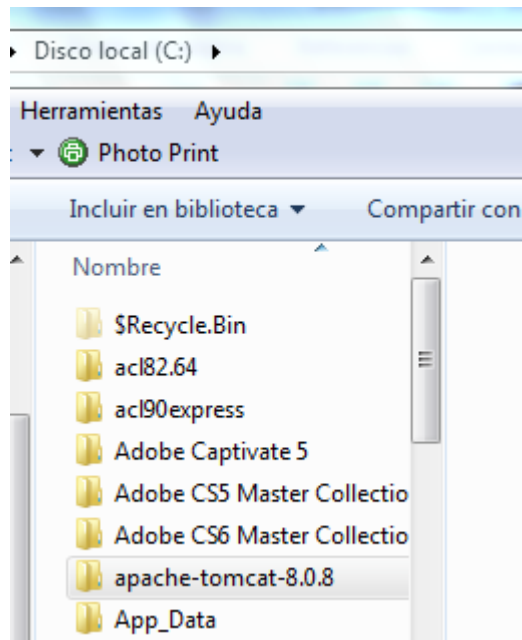 Disco local (C:)
Herramientas Ayuda
Photo Print
Incluir en biblioteca Compartir con
Nombre
$Recycle.Bin
acl82.64
acl90express
Adobe Captivate 5
Adobe CS5 Master Collectio
Adobe CS6 Master Collectio
apache-tomcat-8.0.8
App_Data